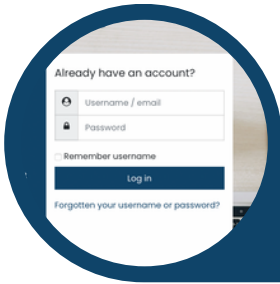 Already have an account?
Username / email
Password
Remember username
Log in
Forgotten your username or password?